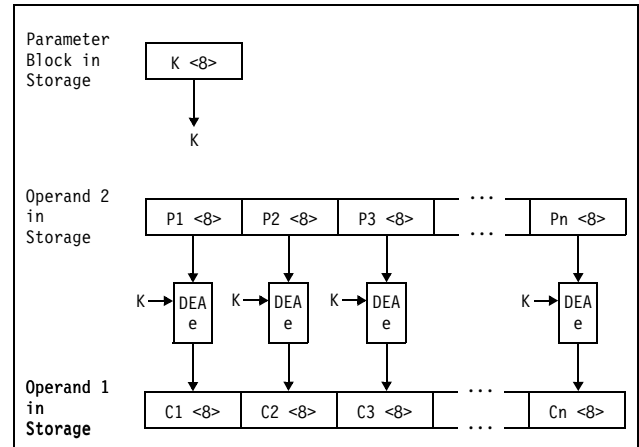 Parameter
Block in
Storage
K <8>
K
Operand 2
in
Storage
P1 <8> P2 <8> P3 <8> ... ... Pn <8>
K DEA e K DEA e K DEA e K DEA e
Operand 1
in
Storage
C1 <8> C2 <8> C3 <8> ... ... Cn <8>